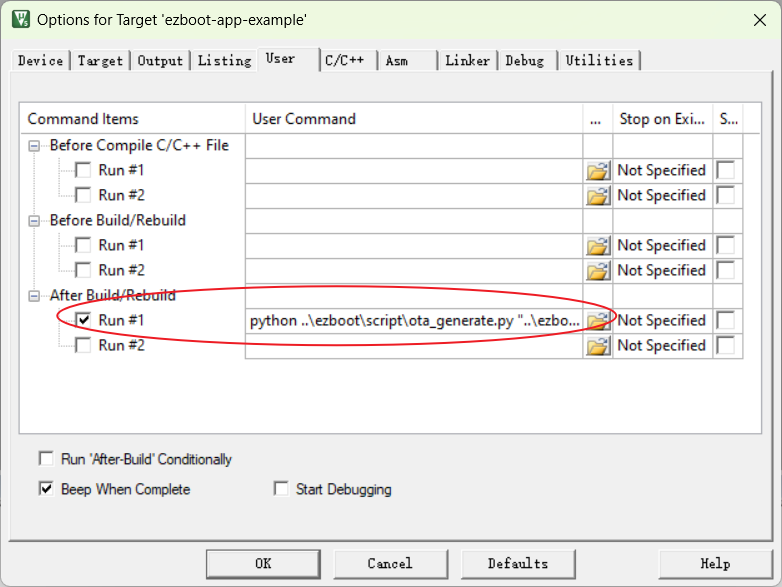 Options for Target 'ezboot-app-example'
Device Target Output Listing User C/C++ Asm Linker Debug Utilities
Command Items User Command ... Stop on Exi... S...
Before Compile C/C++ File
Run #1 Not Specified
Run #2 Not Specified
Before Build/Rebuild
Run #1 Not Specified
Run #2 Not Specified
After Build/Rebuild
Run #1 python ..\ezboot\script\ota_generate.py "..\ezbo... Not Specified
Run #2 Not Specified
Run 'After-Build' Conditionally
Beep When Complete Start Debugging
OK Cancel Defaults Help